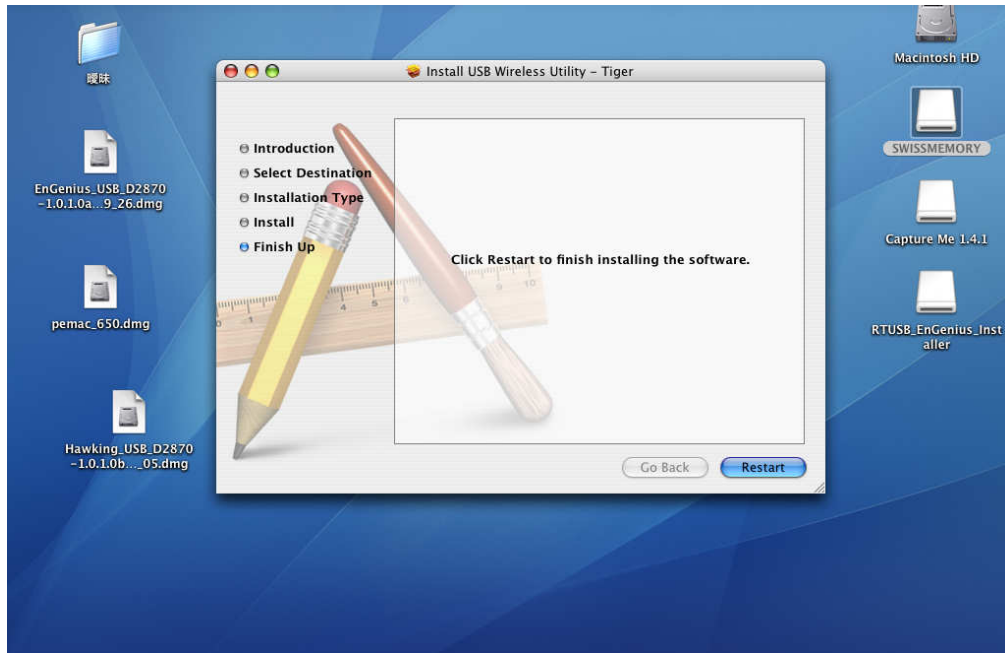 曖昧
EnGenius_USB_D2870
-1.0.1.0a...9_26.dmg
pemac_650.dmg
Hawking_USB_D2870
-1.0.1.0b..._05.dmg
Install USB Wireless Utility – Tiger
Introduction
Select Destination
Installation Type
Install
Finish Up
Click Restart to finish installing the software.
Go Back
Restart
Macintosh HD
SWISSMEMORY
Capture Me 1.4.1
RTUSB_EnGenius_Inst
aller